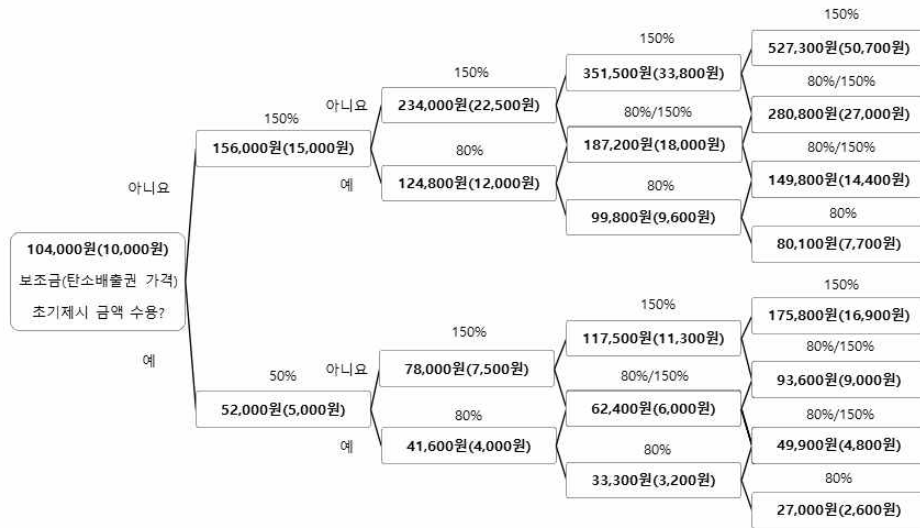 150%
527,300원(50,700원)
150%
351,500원(33,800원)
80%/150%
280,800원(27,000원)
150%
아니요
234,000원(22,500원)
80%/150%
187,200원(18,000원)
80%/150%
149,800원(14,400원)
150%
156,000원(15,000원)
80%
예
124,800원(12,000원)
80%
99,800원(9,600원)
80%
80,100원(7,700원)
아니요
104,000원(10,000원)
보조금(탄소배출권 가격)
초기제시 금액 수용?
예
150%
175,800원(16,900원)
150%
117,500원(11,300원)
80%/150%
93,600원(9,000원)
150%
아니요
78,000원(7,500원)
80%/150%
62,400원(6,000원)
80%/150%
49,900원(4,800원)
50%
52,000원(5,000원)
80%
예
41,600원(4,000원)
80%
33,300원(3,200원)
80%
27,000원(2,600원)